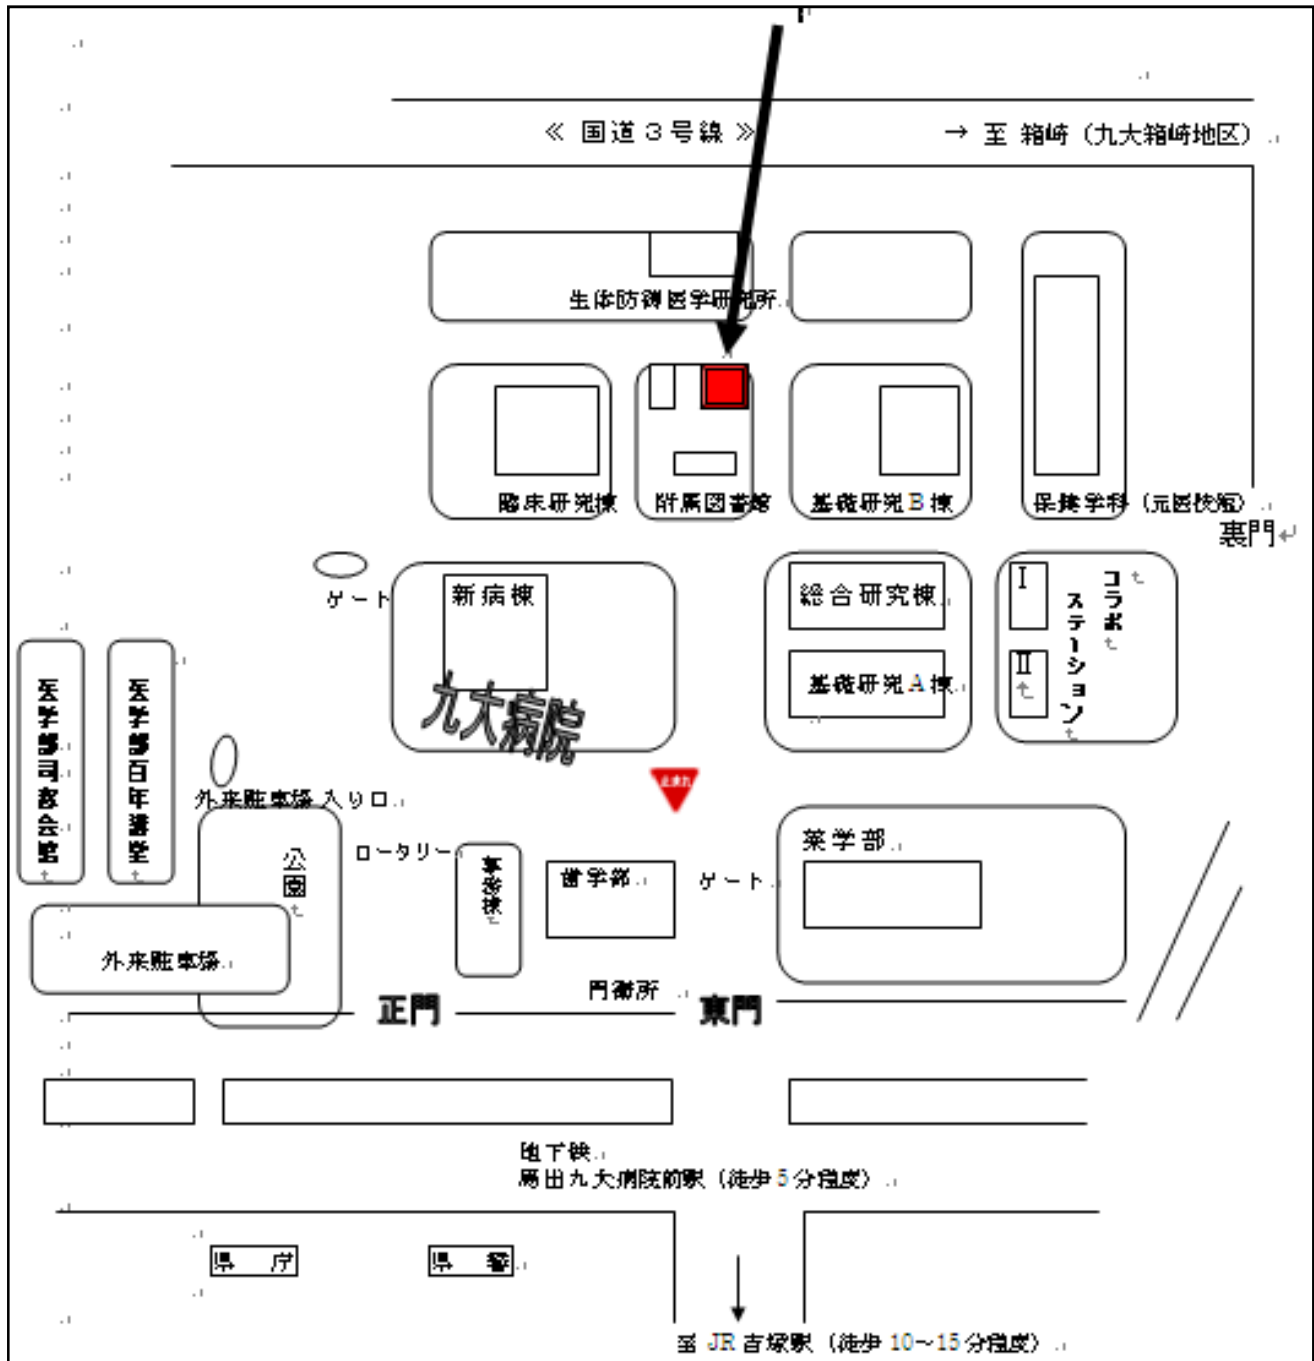 ≪ 国道３号線 ≫
→ 至 箱崎（九大箱崎地区）
生体防御医学研究所
臨床研究棟
附属図書館
基礎研究B棟
保健学科（元医技短）
裏門
ゲート
新病棟
総合研究棟
基礎研究A棟
Ⅰ
Ⅱ
コラボ
ステーション
九大病院
医学部同窓会館
医学部百年講堂
止まれ
外来駐車場 入り口
公園
ロータリー
事務棟
歯学部
ゲート
薬学部
外来駐車場
門衛所
正門
東門
地下鉄
馬出九大病院前駅（徒歩5分程度）
県 庁
県 警
至 JR 吉塚駅（徒歩 10～15分程度）